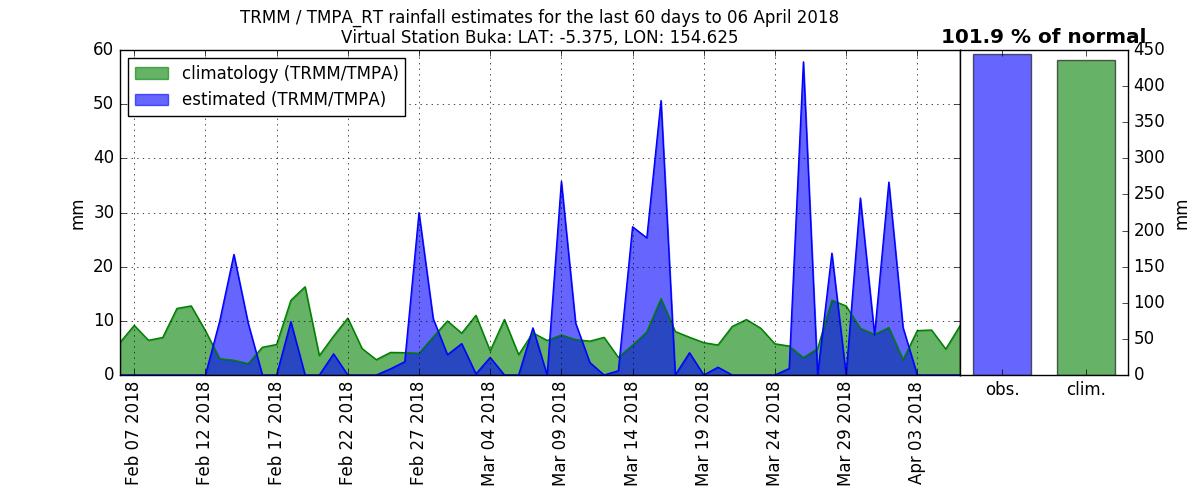 TRMM / TMPA_RT rainfall estimates for the last 60 days to 06 April 2018
Virtual Station Buka: LAT: -5.375, LON: 154.625
101.9 % of normal
climatology (TRMM/TMPA)
estimated (TRMM/TMPA)
60
50
40
30
20
10
0
mm
Feb 07 2018
Feb 12 2018
Feb 17 2018
Feb 22 2018
Feb 27 2018
Mar 04 2018
Mar 09 2018
Mar 14 2018
Mar 19 2018
Mar 24 2018
Mar 29 2018
Apr 03 2018
obs.
clim.
450
400
350
300
250
200
150
100
50
0
mm